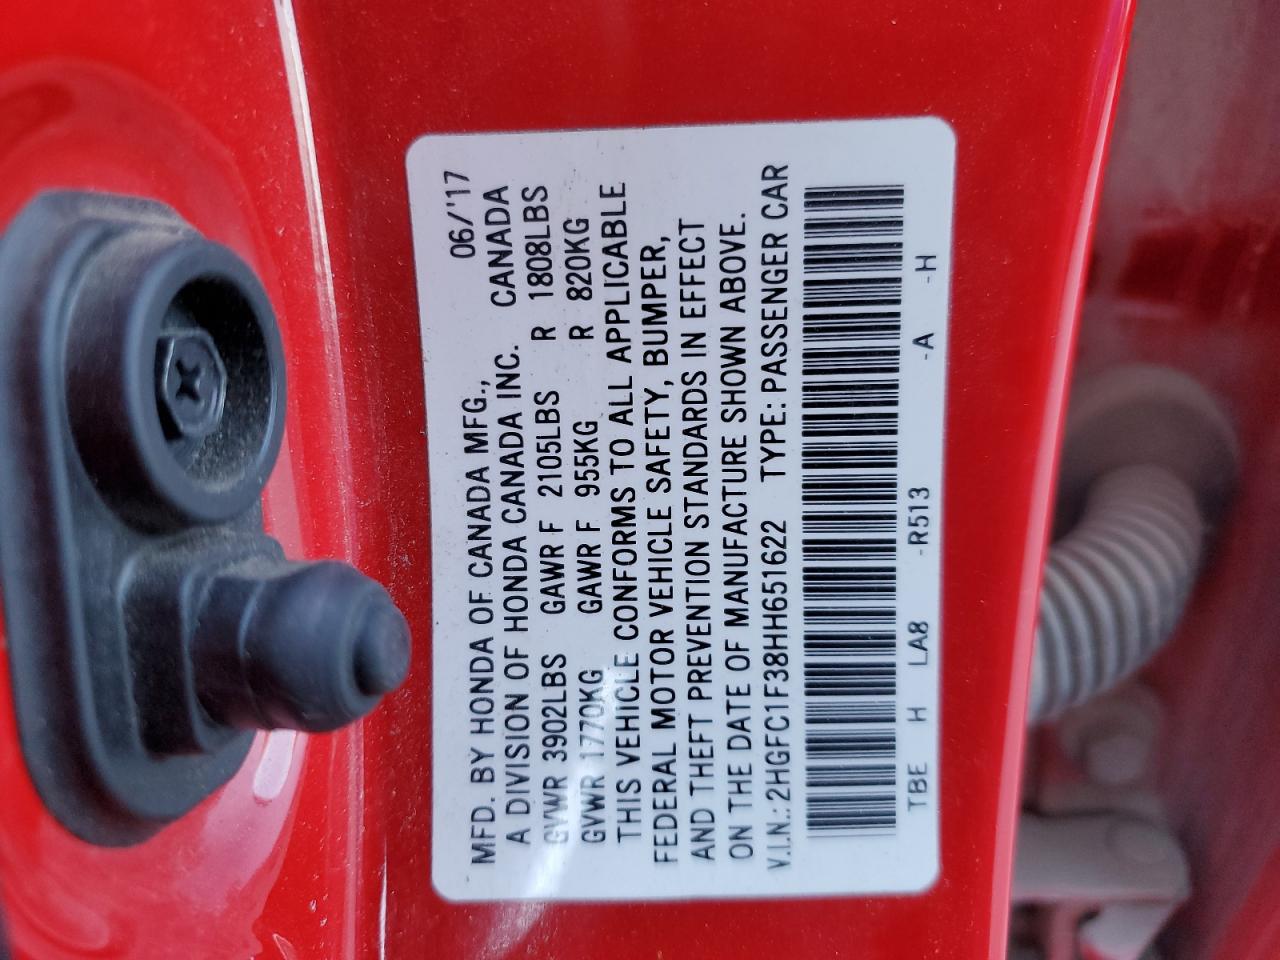 06/'17
MFD. BY HONDA OF CANADA MFG.,
A DIVISION OF HONDA CANADA INC. CANADA
GVWR 3902LBS GAWR F 2105LBS R 1808LBS
GVWR 1770KG GAWR F 955KG R 820KG
THIS VEHICLE CONFORMS TO ALL APPLICABLE
FEDERAL MOTOR VEHICLE SAFETY, BUMPER,
AND THEFT PREVENTION STANDARDS IN EFFECT
ON THE DATE OF MANUFACTURE SHOWN ABOVE.
V.I.N.: 2HGFC1F38HH651622 TYPE: PASSENGER CAR
TBE H LA8 -R513 -A -H